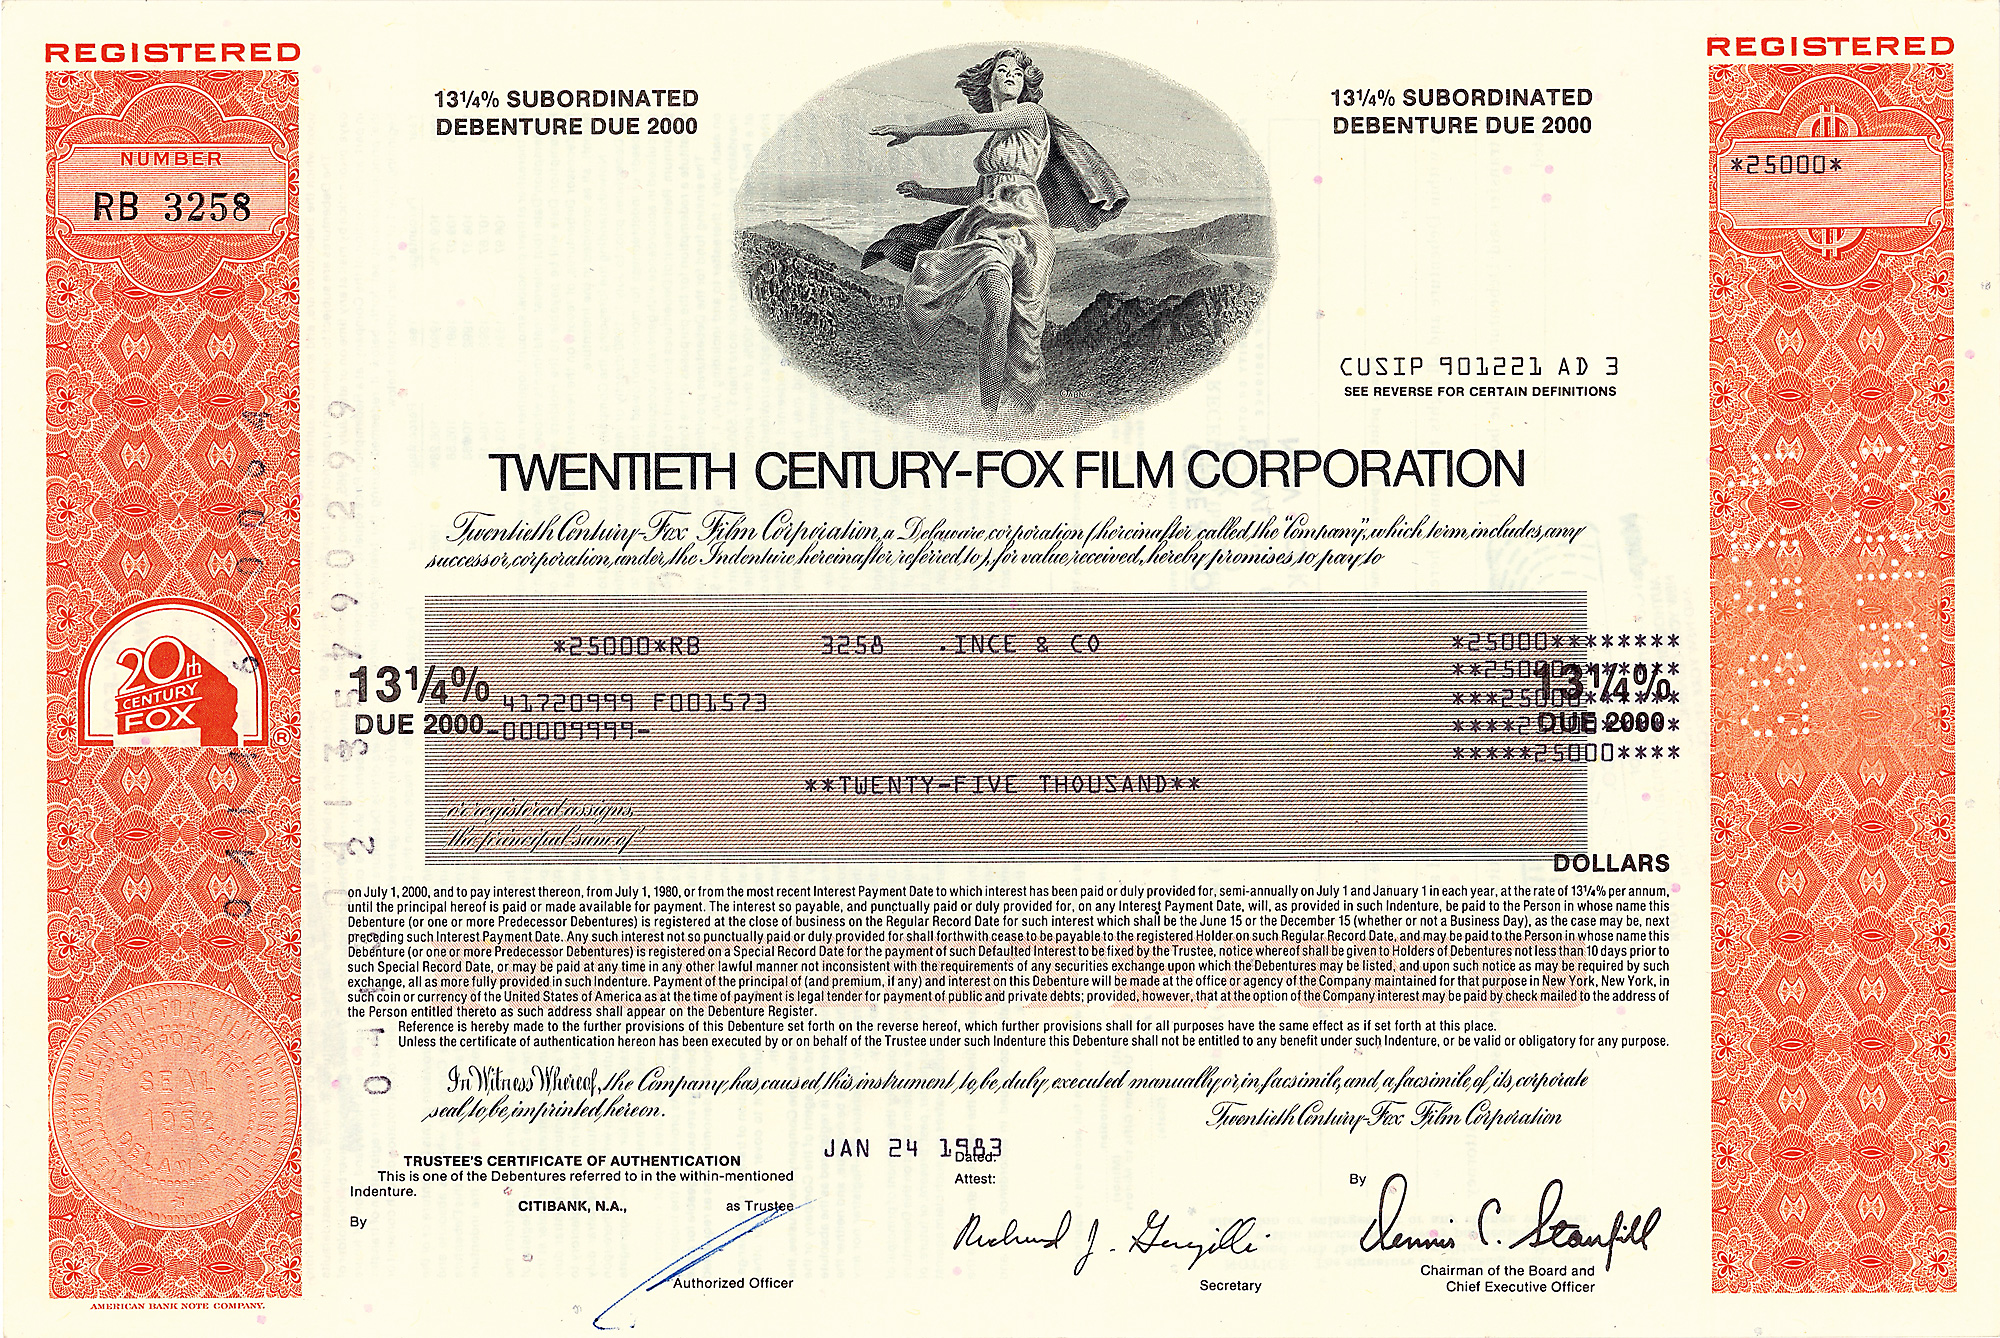 REGISTERED
REGISTERED
13¼% SUBORDINATED
DEBENTURE DUE 2000
13¼% SUBORDINATED
DEBENTURE DUE 2000
NUMBER
RB 3258
*25000*
CUSIP 901221 AD 3
SEE REVERSE FOR CERTAIN DEFINITIONS
TWENTIETH CENTURY-FOX FILM CORPORATION
Twentieth Century-Fox Film Corporation, a Delaware corporation (hereinafter called the "Company", which term includes any
successor corporation under the Indenture hereinafter referred to), for value received, hereby promises to pay to
*25000*RB 3258 .INCE & CO
*25000********
**25000*******
***25000******
****25000*****
*****25000****
13¼%
DUE 2000
41720999 F001573
-00009999-
13¼%
DUE 2000
**TWENTY-FIVE THOUSAND**
or registered assigns,
the principal sum of
DOLLARS
20th
CENTURY
FOX
®
on July 1, 2000, and to pay interest thereon, from July 1, 1980, or from the most recent Interest Payment Date to which interest has been paid or duly provided for, semi-annually on July 1 and January 1 in each year, at the rate of 13¼% per annum,
until the principal hereof is paid or made available for payment. The interest so payable, and punctually paid or duly provided for, on any Interest Payment Date, will, as provided in such Indenture, be paid to the Person in whose name this
Debenture (or one or more Predecessor Debentures) is registered at the close of business on the Regular Record Date for such interest which shall be the June 15 or the December 15 (whether or not a Business Day), as the case may be, next
preceding such Interest Payment Date. Any such interest not so punctually paid or duly provided for shall forthwith cease to be payable to the registered Holder on such Regular Record Date, and may be paid to the Person in whose name this
Debenture (or one or more Predecessor Debentures) is registered on a Special Record Date for the payment of such Defaulted Interest to be fixed by the Trustee, notice whereof shall be given to Holders of Debentures not less than 10 days prior to
such Special Record Date, or may be paid at any time in any other lawful manner not inconsistent with the requirements of any securities exchange upon which the Debentures may be listed, and upon such notice as may be required by such
exchange, all as more fully provided in such Indenture. Payment of the principal of (and premium, if any) and interest on this Debenture will be made at the office or agency of the Company maintained for that purpose in New York, New York, in
such coin or currency of the United States of America as at the time of payment is legal tender for payment of public and private debts; provided, however, that at the option of the Company interest may be paid by check mailed to the address of
the Person entitled thereto as such address shall appear on the Debenture Register.
Reference is hereby made to the further provisions of this Debenture set forth on the reverse hereof, which further provisions shall for all purposes have the same effect as if set forth at this place.
Unless the certificate of authentication hereon has been executed by or on behalf of the Trustee under such Indenture this Debenture shall not be entitled to any benefit under such Indenture, or be valid or obligatory for any purpose.
In Witness Whereof, the Company has caused this instrument to be duly executed manually or in facsimile, and a facsimile of its corporate
seal to be imprinted hereon.
Twentieth Century-Fox Film Corporation
CORPORATE
SEAL
1952
DELAWARE
JAN 24 1983
Dated:
TRUSTEE'S CERTIFICATE OF AUTHENTICATION
This is one of the Debentures referred to in the within-mentioned
Indenture.
CITIBANK, N.A., as Trustee
By
Authorized Officer
Attest:
Secretary
By
Dennis C. Stanfill
Chairman of the Board and
Chief Executive Officer
AMERICAN BANK NOTE COMPANY.